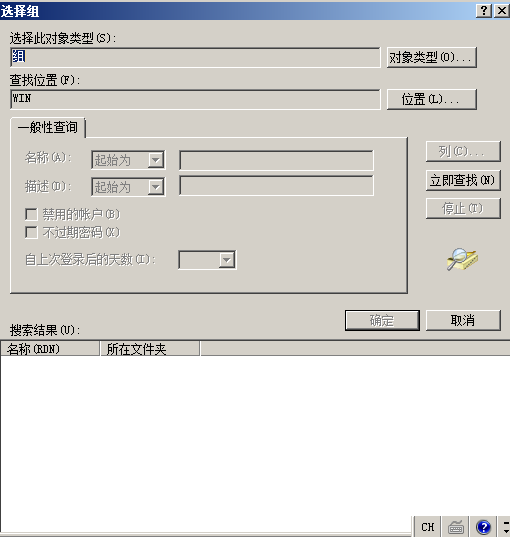 选择组
选择此对象类型(S):
组
对象类型(O)...
查找位置(F):
WIN
位置(L)...
一般性查询
名称(A):
起始为
列(C)...
描述(D):
起始为
立即查找(N)
禁用的帐户(B)
停止(T)
不过期密码(X)
自上次登录后的天数(I):
确定
取消
搜索结果(U):
名称(RDN)
所在文件夹
CH